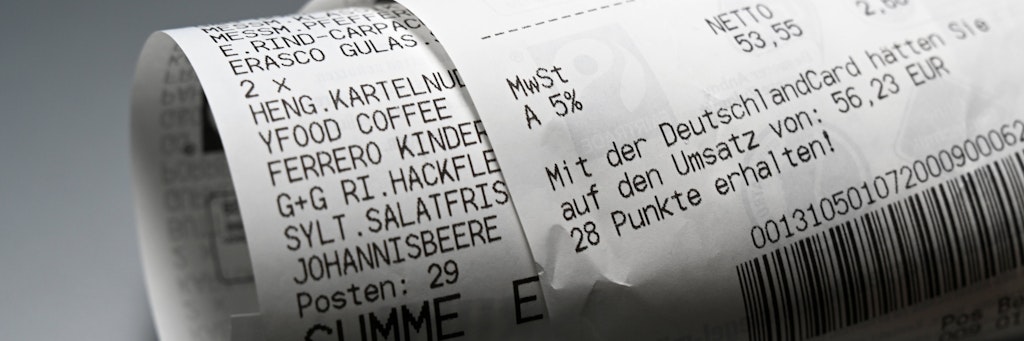 MESSM.PFEFF
E.RIND-CARPAC
ERASCO GULAS.
2 x
HENG.KARTELNUD
YFOOD COFFEE
FERRERO KINDER
G+G RI.HACKFLE
SYLT.SALATFRIS
JOHANNISBEERE
Posten: 29
SUMME E
NETTO
53,55
MwSt
A 5%
Mit der DeutschlandCard hätten Sie
auf den Umsatz von: 56,23 EUR
28 Punkte erhalten!
00131050107200090006